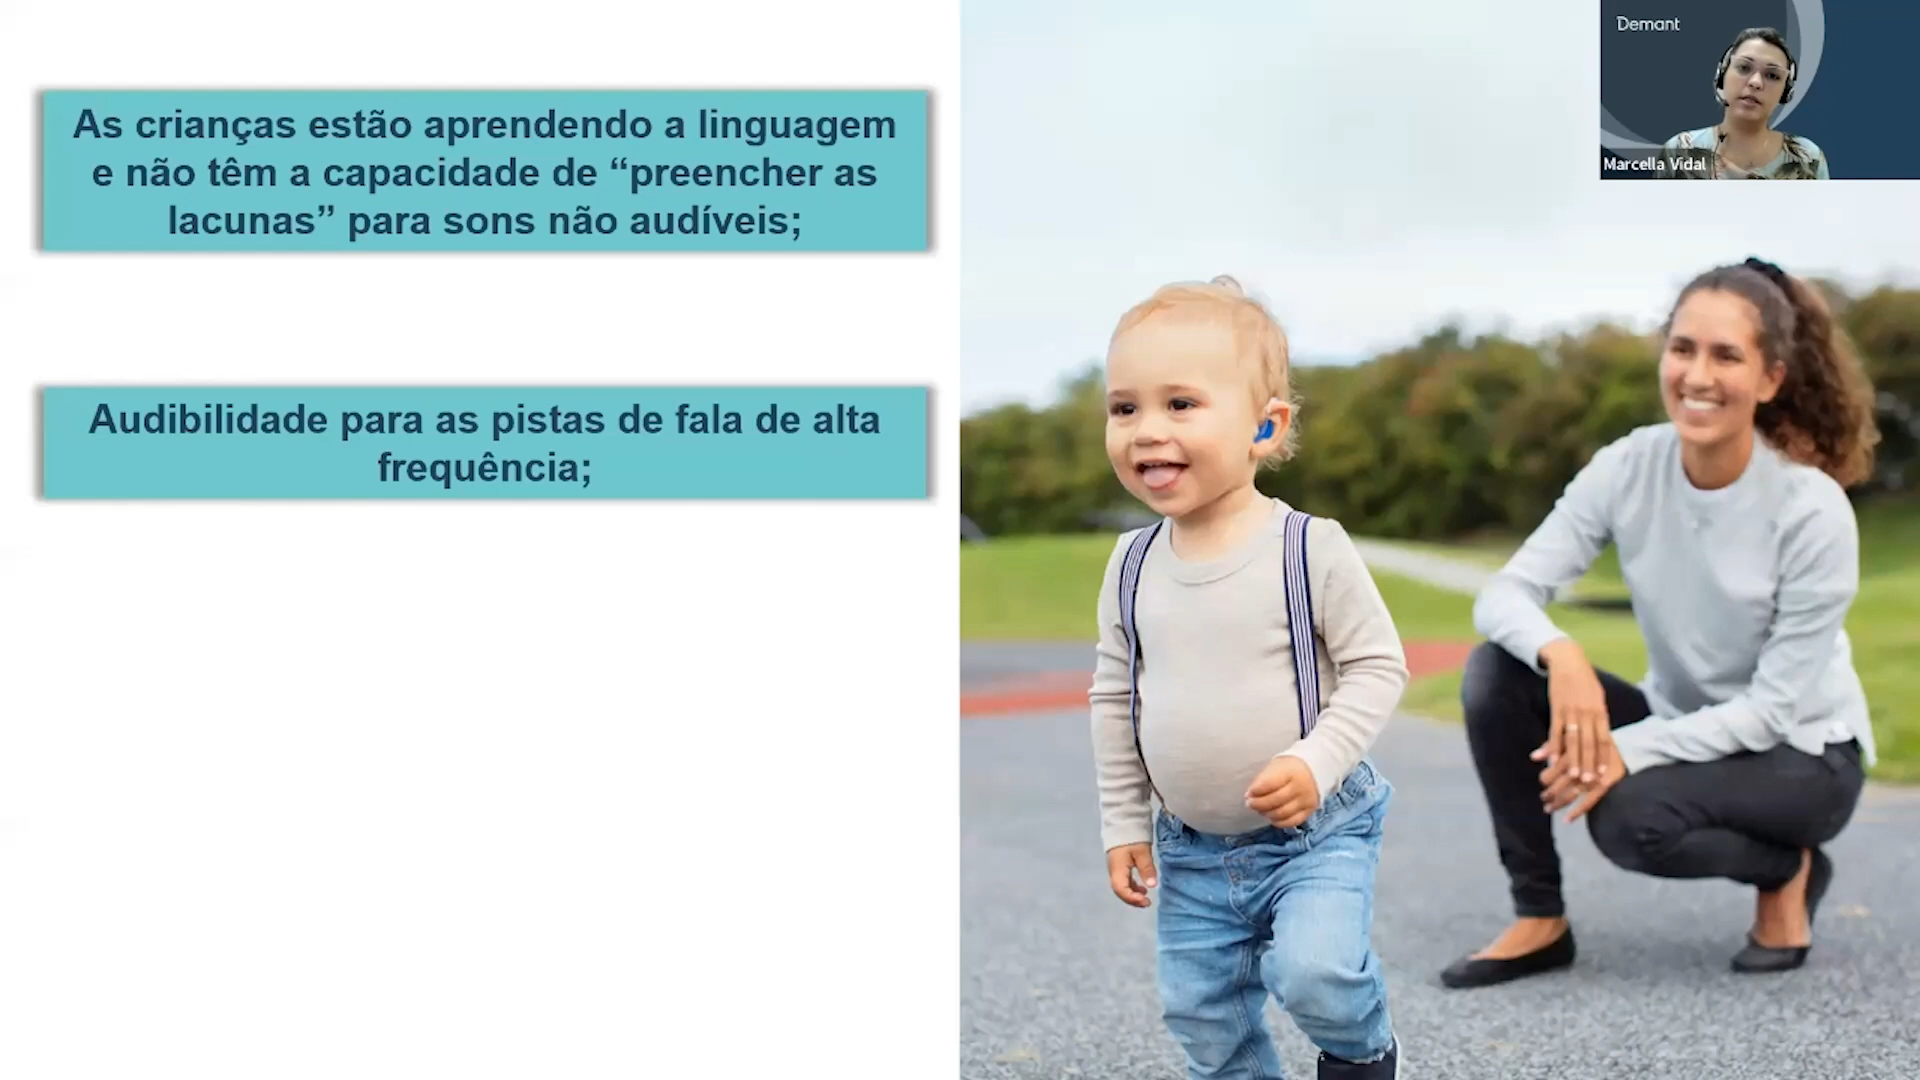 As crianças estão aprendendo a linguagem
e não têm a capacidade de “preencher as
lacunas” para sons não audíveis;
Audibilidade para as pistas de fala de alta
frequência;
Demant
Marcella Vidal